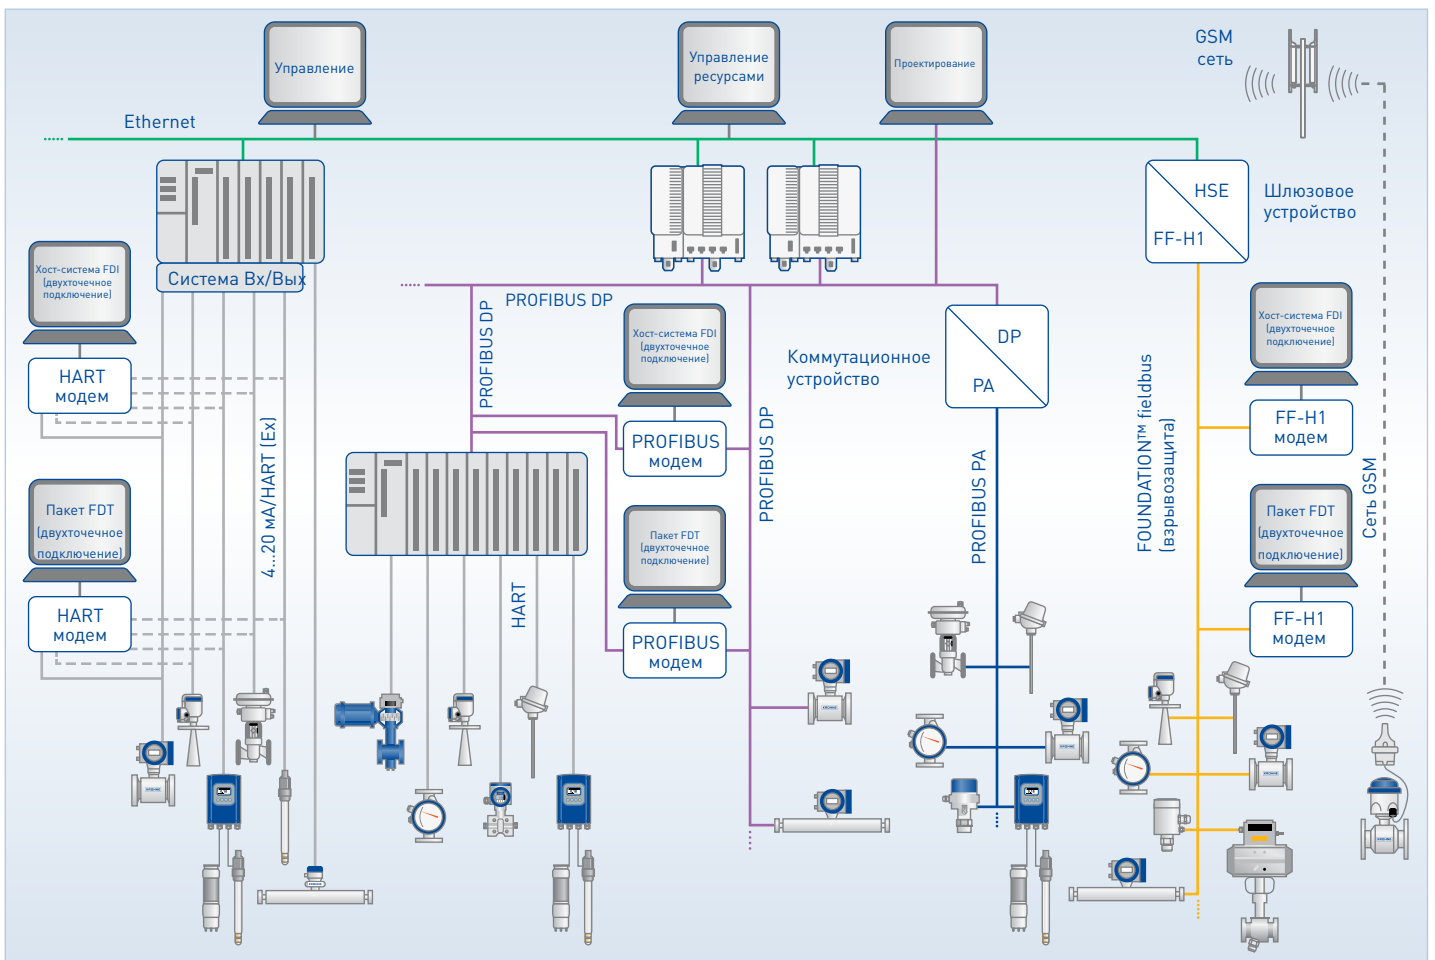 Управление
Управление
ресурсами
Проектирование
GSM
сеть
Ethernet
HSE
FF-H1
Шлюзовое
устройство
Хост-система FDI
(двухточечное
подключение)
Система Вх/Вых
HART
модем
PROFIBUS DP
PROFIBUS DP
Хост-система FDI
(двухточечное
подключение)
PROFIBUS
модем
Коммутационное
устройство
DP
PA
PROFIBUS DP
Хост-система FDI
(двухточечное
подключение)
FF-H1
модем
FOUNDATION™ fieldbus
(взрывозащита)
Сеть GSM
4...20 мА/HART (Ex)
Пакет FDT
(двухточечное
подключение)
HART
модем
HART
Пакет FDT
(двухточечное
подключение)
PROFIBUS
модем
PROFIBUS PA
Пакет FDT
(двухточечное
подключение)
FF-H1
модем